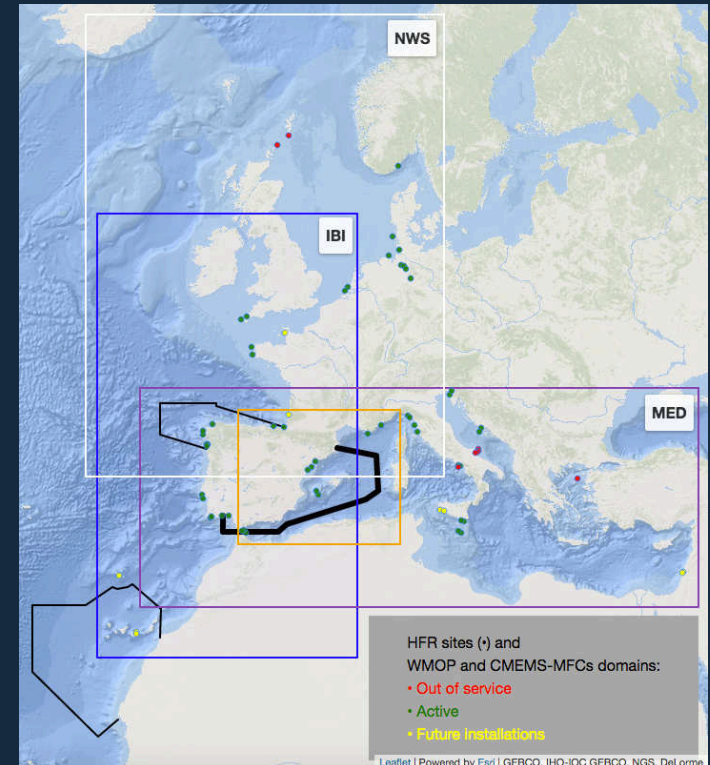 NWS
IBI
MED
HFR sites (•) and
WMOP and CMEMS-MFCs domains:
• Out of service
• Active
• Future installations
Leaflet | Powered by Esri | GEBCO, IHO-IOC GEBCO, NGS, DeLorme